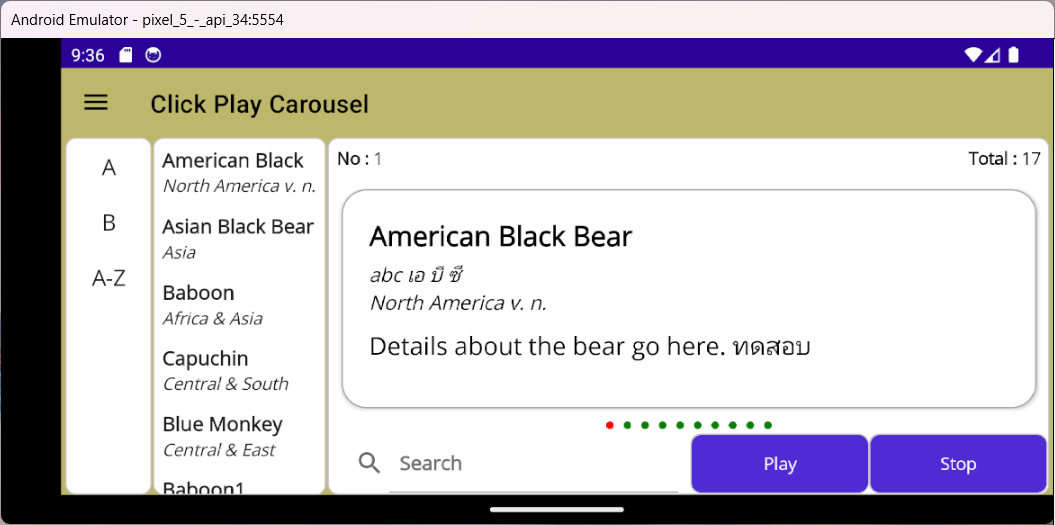 Android Emulator - pixel_5_-_api_34:5554
9:36
Click Play Carousel
A
B
A-Z
American Black
North America v. n.
Asian Black Bear
Asia
Baboon
Africa & Asia
Capuchin
Central & South
Blue Monkey
Central & East
Baboon1
No : 1
Total : 17
American Black Bear
abc เอ บี ซี
North America v. n.
Details about the bear go here. ทดสอบ
Search
Play
Stop